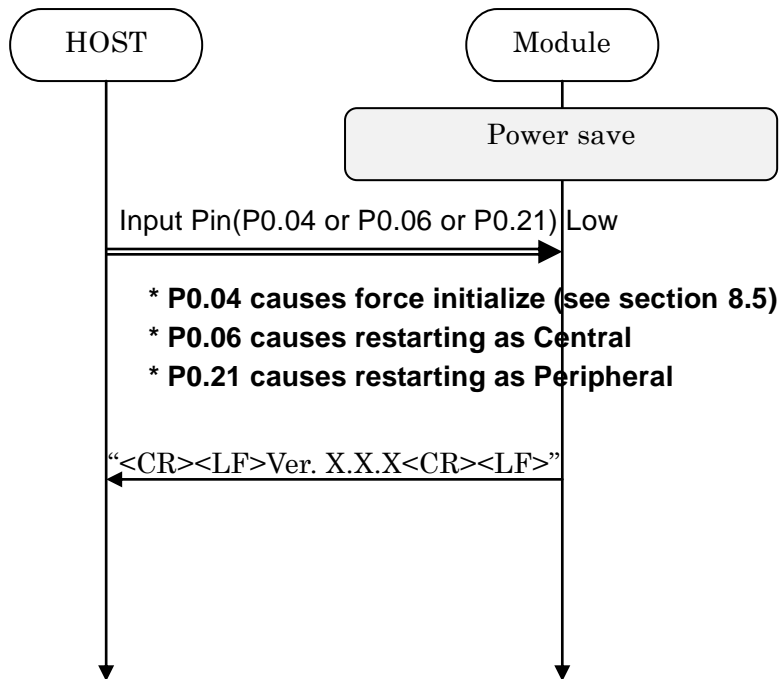 HOST
Module
Power save
Input Pin(P0.04 or P0.06 or P0.21) Low
* P0.04 causes force initialize (see section 8.5)
* P0.06 causes restarting as Central
* P0.21 causes restarting as Peripheral
“<CR><LF>Ver. X.X.X<CR><LF>”